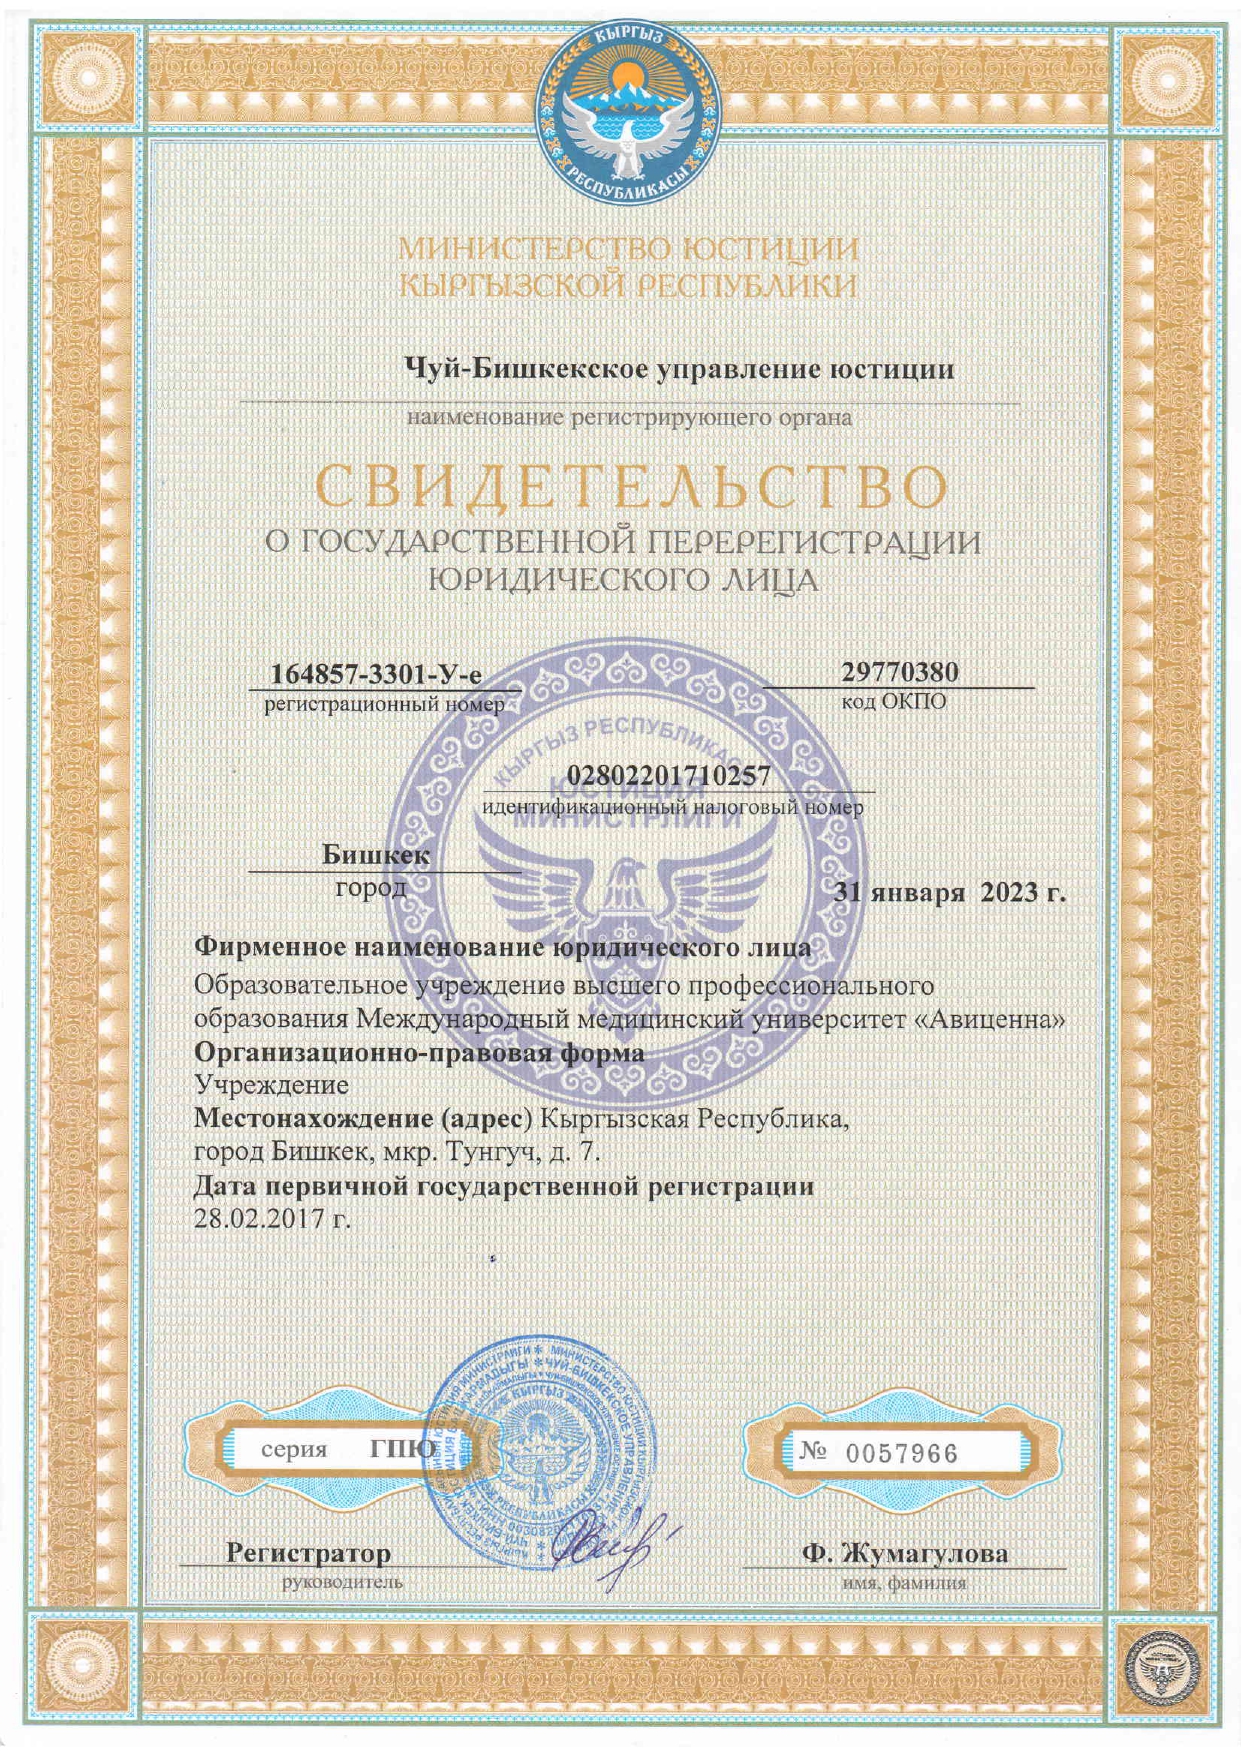 КЫРГЫЗ
РЕСПУБЛИКАСЫ
МИНИСТЕРСТВО ЮСТИЦИИ
КЫРГЫЗСКОЙ РЕСПУБЛИКИ
Чуй-Бишкекское управление юстиции
наименование регистрирующего органа
СВИДЕТЕЛЬСТВО
О ГОСУДАРСТВЕННОЙ ПЕРЕРЕГИСТРАЦИИ
ЮРИДИЧЕСКОГО ЛИЦА
164857-3301-У-е
регистрационный номер
29770380
код ОКПО
КЫРГЫЗ РЕСПУБЛИКАСЫ
ЮСТИЦИЯ
МИНИСТРЛИГИ
02802201710257
идентификационный налоговый номер
Бишкек
город
31 января 2023 г.
Фирменное наименование юридического лица
Образовательное учреждение высшего профессионального
образования Международный медицинский университет «Авиценна»
Организационно-правовая форма
Учреждение
Местонахождение (адрес) Кыргызская Республика,
город Бишкек, мкр. Тунгуч, д. 7.
Дата первичной государственной регистрации
28.02.2017 г.
серия ГПЮ
№ 0057966
Регистратор
руководитель
Ф. Жумагулова
имя, фамилия